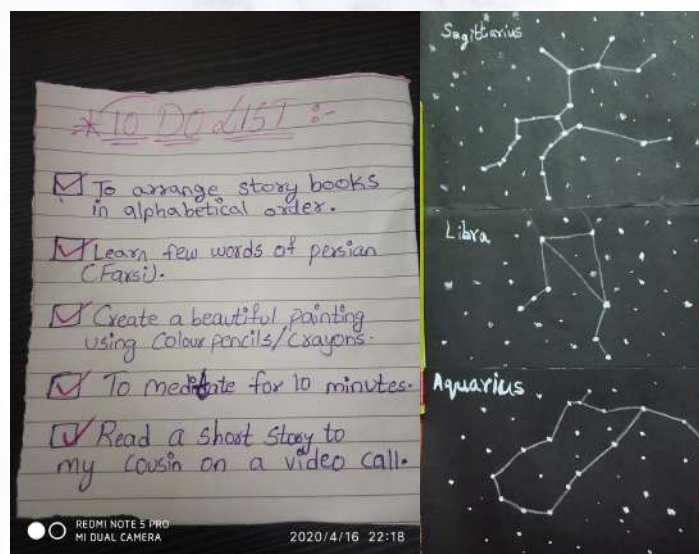 * TO DO LIST :-
To arrange story books
in alphabetical order.
Learn few words of persian
(Farsi).
Create a beautiful painting
using Colour pencils/Crayons.
To meditate for 10 minutes.
Read a short story to
my cousin on a video call.
REDMI NOTE 5 PRO
MI DUAL CAMERA
2020/4/16 22:18
Sagittarius
Libra
Aquarius